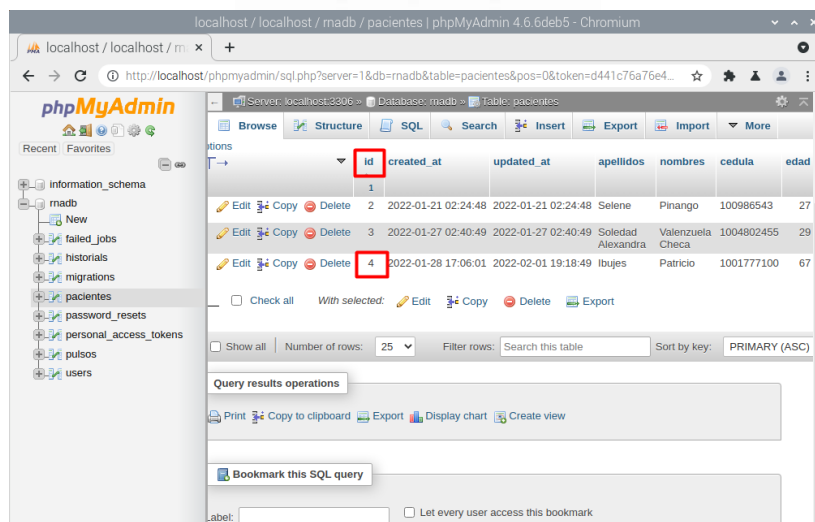 localhost / localhost / rnadb / pacientes | phpMyAdmin 4.6.6deb5 - Chromium
localhost / localhost / rn
http://localhost/phpmyadmin/sql.php?server=1&db=rnadb&table=pacientes&pos=0&token=d441c76a76e4...
phpMyAdmin
Recent Favorites
information_schema
rnadb
New
failed_jobs
historials
migrations
pacientes
password_resets
personal_access_tokens
pulsos
users
Server: localhost:3306 » Database: rnadb » Table: pacientes
Browse Structure SQL Search Insert Export Import More
tions
id created_at updated_at apellidos nombres cedula edad
1
Edit Copy Delete 2 2022-01-21 02:24:48 2022-01-21 02:24:48 Selene Pinango 100986543 27
Edit Copy Delete 3 2022-01-27 02:40:49 2022-01-27 02:40:49 Soledad Alexandra Valenzuela Checa 1004802455 29
Edit Copy Delete 4 2022-01-28 17:06:01 2022-02-01 19:18:49 Ibujes Patricio 1001777100 67
Check all With selected: Edit Copy Delete Export
Show all Number of rows: 25 Filter rows: Search this table Sort by key: PRIMARY (ASC)
Query results operations
Print Copy to clipboard Export Display chart Create view
Bookmark this SQL query
Label: Let every user access this bookmark